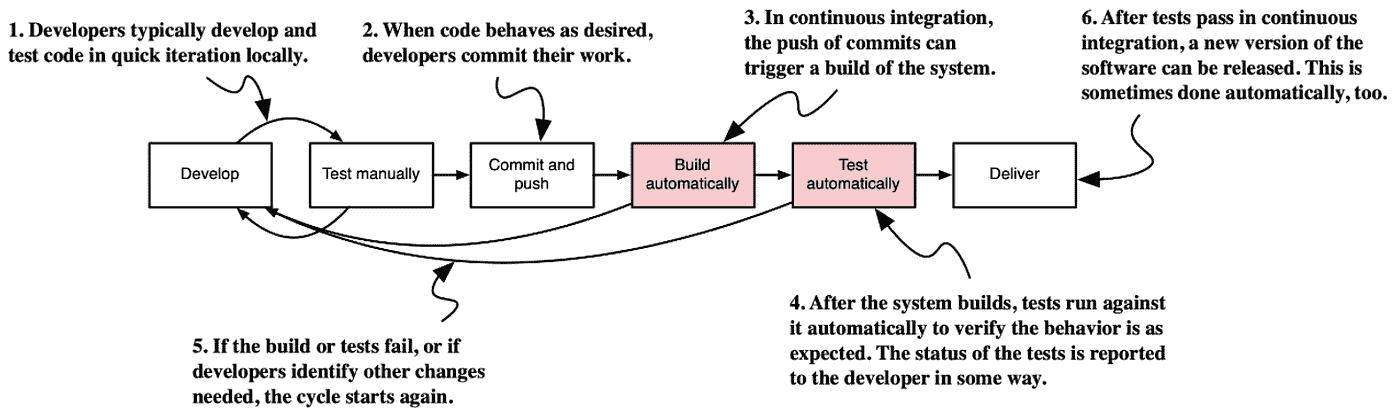 1. Developers typically develop and
test code in quick iteration locally.
2. When code behaves as desired,
developers commit their work.
3. In continuous integration,
the push of commits can
trigger a build of the system.
6. After tests pass in continuous
integration, a new version of the
software can be released. This is
sometimes done automatically, too.
Develop
Test manually
Commit and
push
Build
automatically
Test
automatically
Deliver
5. If the build or tests fail, or if
developers identify other changes
needed, the cycle starts again.
4. After the system builds, tests run against
it automatically to verify the behavior is as
expected. The status of the tests is reported
to the developer in some way.